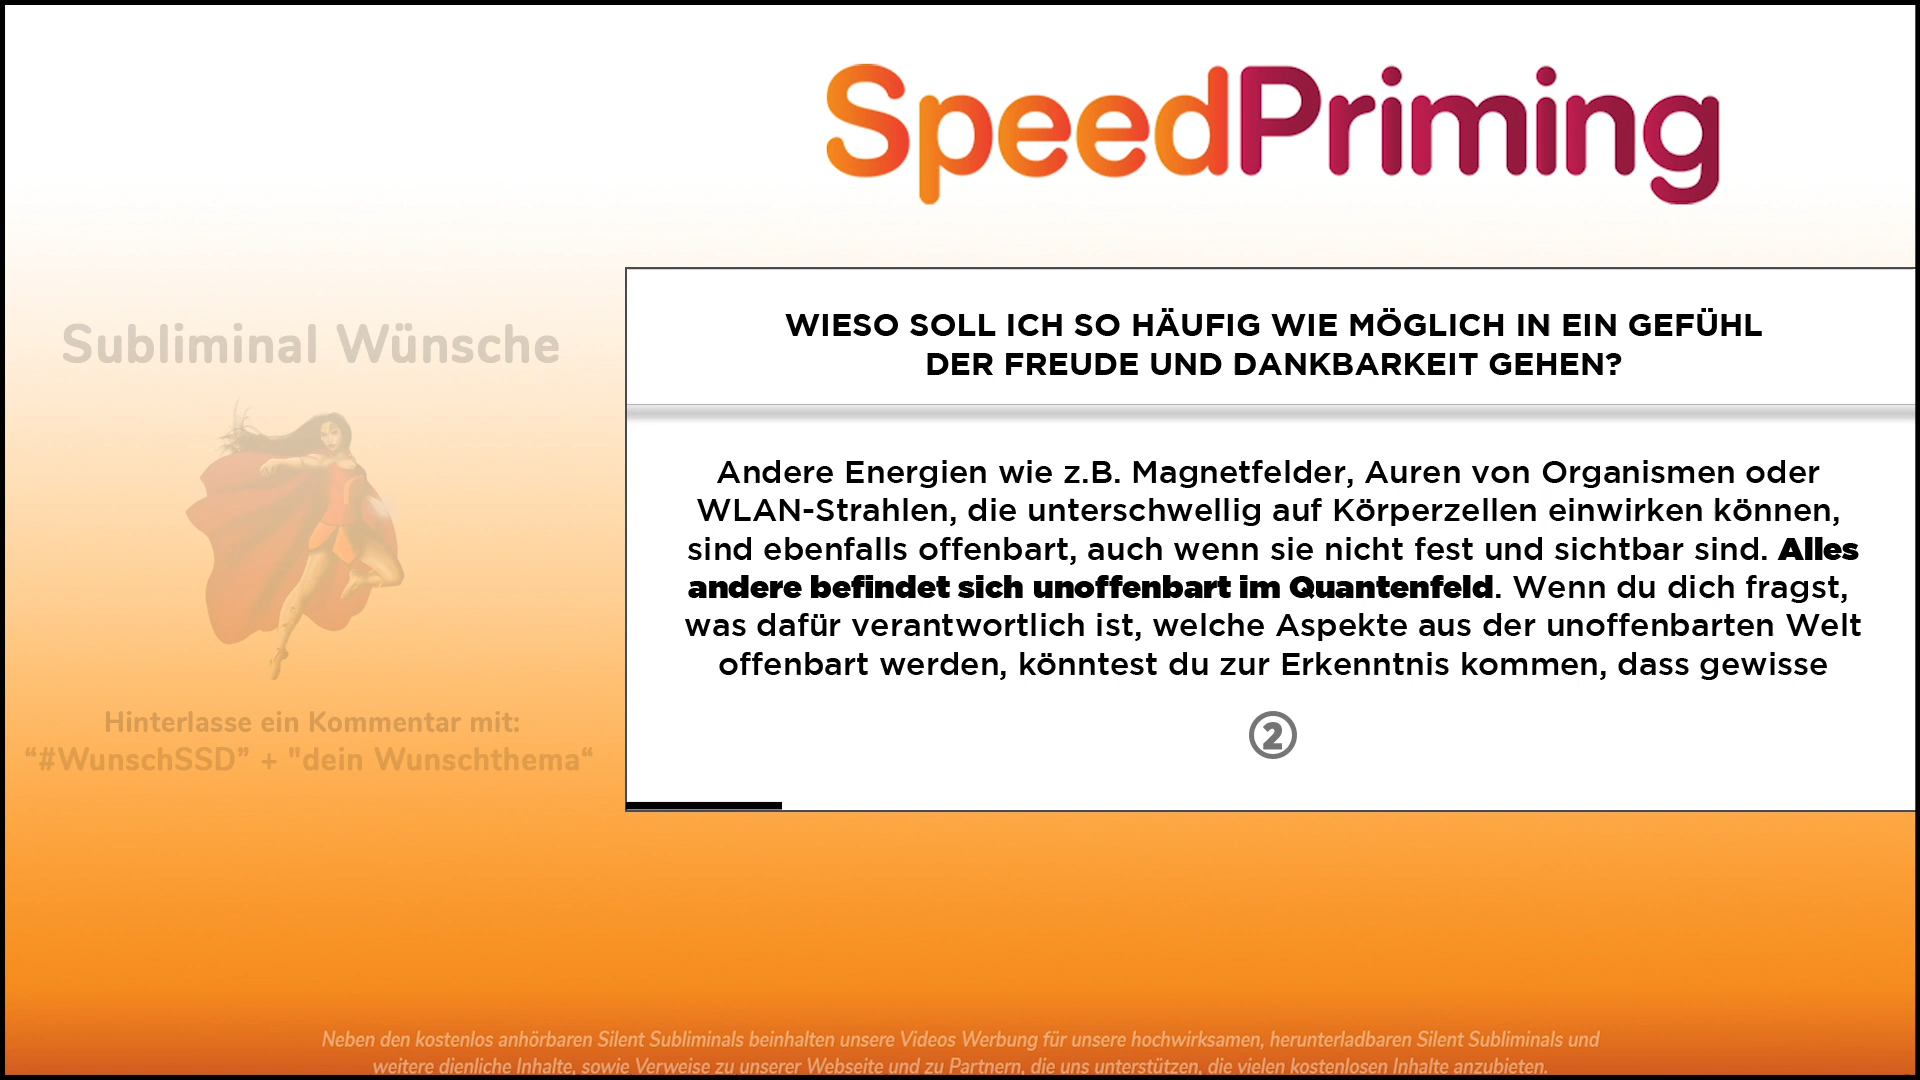 SpeedPriming
Subliminal Wünsche
Hinterlasse ein Kommentar mit:
“#WunschSSD” + "dein Wunschthema“
WIESO SOLL ICH SO HÄUFIG WIE MÖGLICH IN EIN GEFÜHL
DER FREUDE UND DANKBARKEIT GEHEN?
Andere Energien wie z.B. Magnetfelder, Auren von Organismen oder
WLAN-Strahlen, die unterschwellig auf Körperzellen einwirken können,
sind ebenfalls offenbart, auch wenn sie nicht fest und sichtbar sind. Alles
andere befindet sich unoffenbart im Quantenfeld. Wenn du dich fragst,
was dafür verantwortlich ist, welche Aspekte aus der unoffenbarten Welt
offenbart werden, könntest du zur Erkenntnis kommen, dass gewisse
2
Neben den kostenlos anhörbaren Silent Subliminals beinhalten unsere Videos Werbung für unsere hochwirksamen, herunterladbaren Silent Subliminals und
weitere dienliche Inhalte, sowie Verweise zu unserer Webseite und zu Partnern, die uns unterstützen, die vielen kostenlosen Inhalte anzubieten.